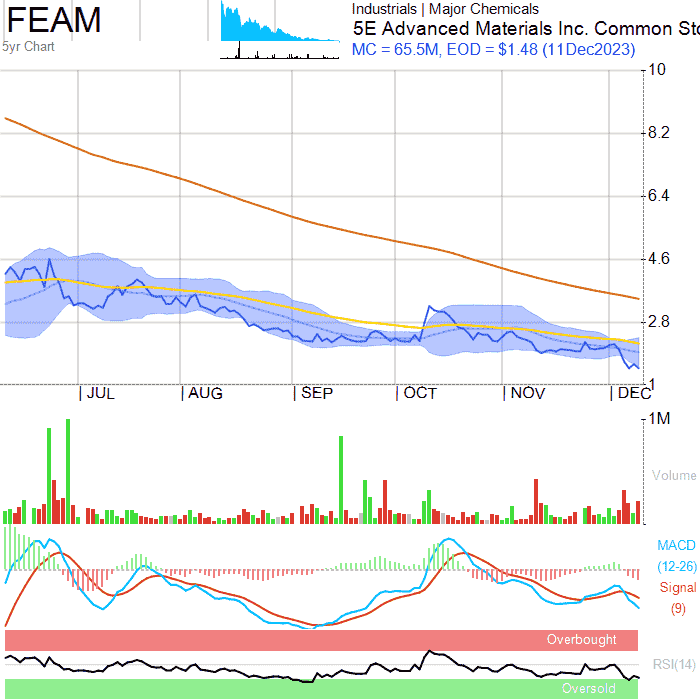 FEAM
5yr Chart
Industrials | Major Chemicals
5E Advanced Materials Inc. Common Sto
MC = 65.5M, EOD = $1.48 (11Dec2023)
10
8.2
6.4
4.6
2.8
1
| JUL | AUG | SEP | OCT | NOV | DEC
1M
Volume
MACD
(12-26)
Signal
(9)
Overbought
RSI(14)
Oversold